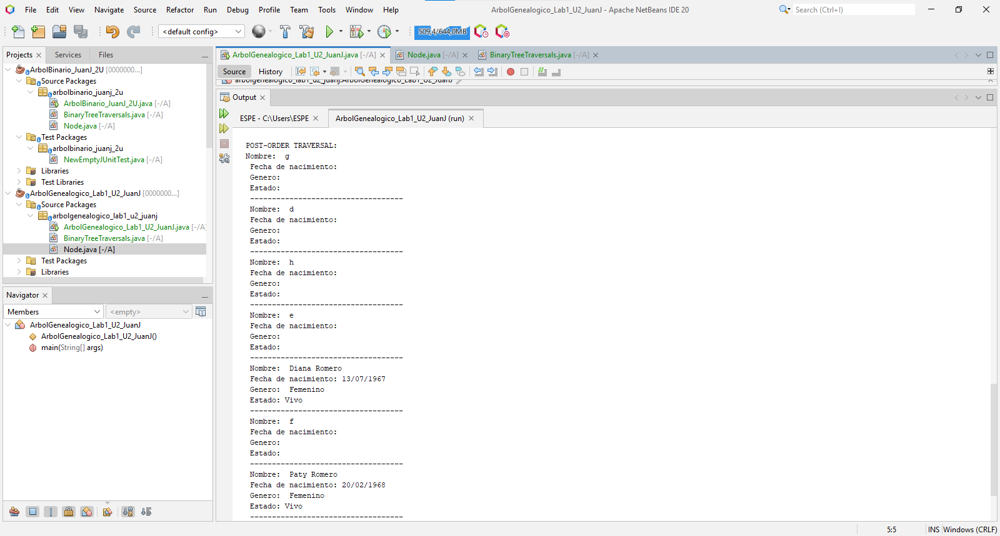 File Edit View Navigate Source Refactor Run Debug Profile Team Tools Window Help
ArbolGenealogico_Lab1_U2_JuanJ - Apache NetBeans IDE 20
Search (Ctrl+I)
<default config>
509,4/644,0MB
Projects
Services
Files
ArbolBinario_JuanJ_2U [0000000...]
Source Packages
arbolbinario_juanj_2u
ArbolBinario_JuanJ_2U.java [-/A]
BinaryTreeTraversals.java [-/A]
Node.java [-/A]
Test Packages
arbolbinario_juanj_2u
NewEmptyJUnitTest.java [-/A]
Libraries
Test Libraries
ArbolGenealogico_Lab1_U2_JuanJ [0000000...]
Source Packages
arbolgenealogico_lab1_u2_juanj
ArbolGenealogico_Lab1_U2_JuanJ.java [-/A]
BinaryTreeTraversals.java [-/A]
Node.java [-/A]
Test Packages
Libraries
Navigator
Members
<empty>
ArbolGenealogico_Lab1_U2_JuanJ
ArbolGenealogico_Lab1_U2_JuanJ()
main(String[] args)
ArbolGenealogico_Lab1_U2_JuanJ.java [-/A]
Node.java [-/A]
BinaryTreeTraversals.java [-/A]
Source
History
arbolgenealogico_lab1_u2_juanj.ArbolGenealogico_Lab1_U2_JuanJ
Output
ESPE - C:\Users\ESPE
ArbolGenealogico_Lab1_U2_JuanJ (run)
POST-ORDER TRAVERSAL:
Nombre:  g
Fecha de nacimiento:
Genero:
Estado:
------------------------------------
Nombre:  d
Fecha de nacimiento:
Genero:
Estado:
------------------------------------
Nombre:  h
Fecha de nacimiento:
Genero:
Estado:
------------------------------------
Nombre:  e
Fecha de nacimiento:
Genero:
Estado:
------------------------------------
Nombre:  Diana Romero
Fecha de nacimiento: 13/07/1967
Genero:  Femenino
Estado: Vivo
------------------------------------
Nombre:  f
Fecha de nacimiento:
Genero:
Estado:
------------------------------------
Nombre:  Paty Romero
Fecha de nacimiento: 20/02/1968
Genero:  Femenino
Estado: Vivo
------------------------------------
5:5
INS
Windows (CRLF)